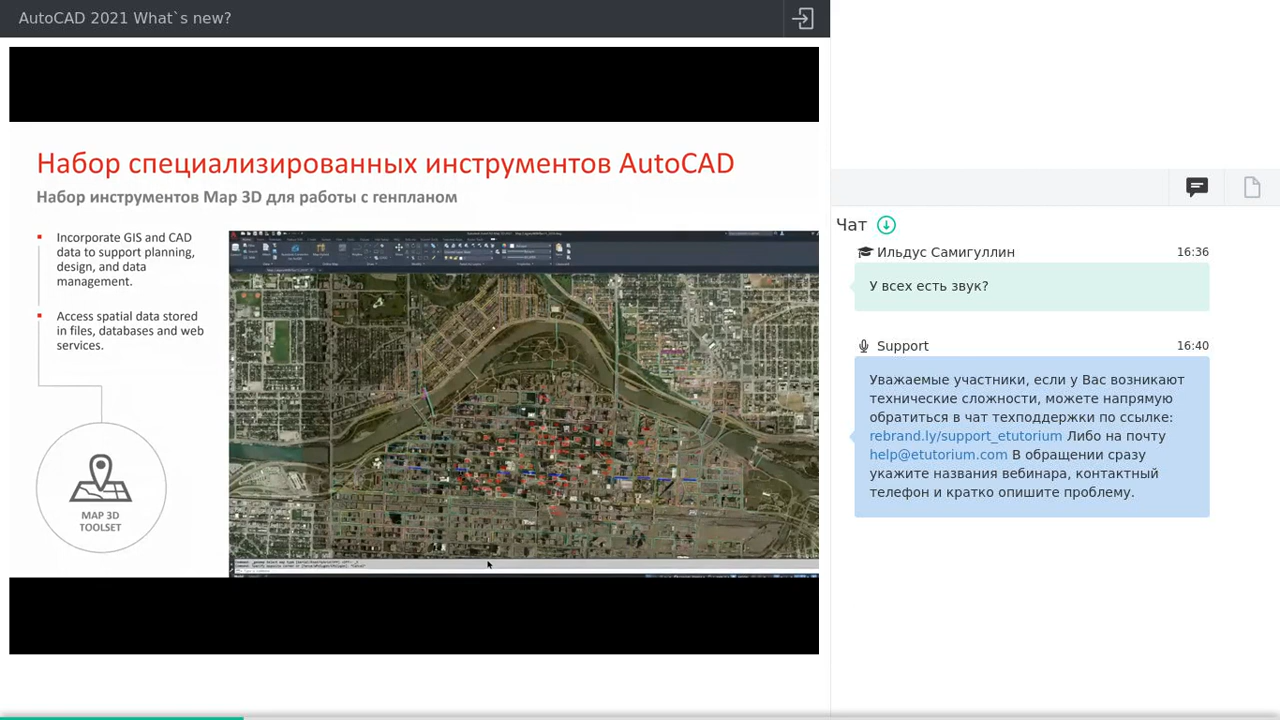 AutoCAD 2021 What`s new?
Набор специализированных инструментов AutoCAD
Набор инструментов Map 3D для работы с генпланом
Incorporate GIS and CAD
data to support planning,
design, and data
management.
Access spatial data stored
in files, databases and web
services.
MAP 3D
TOOLSET
Чат
Ильдус Самигуллин 16:36
У всех есть звук?
Support 16:40
Уважаемые участники, если у Вас возникают
технические сложности, можете напрямую
обратиться в чат техподдержки по ссылке:
rebrand.ly/support_etutorium Либо на почту
help@etutorium.com В обращении сразу
укажите названия вебинара, контактный
телефон и кратко опишите проблему.